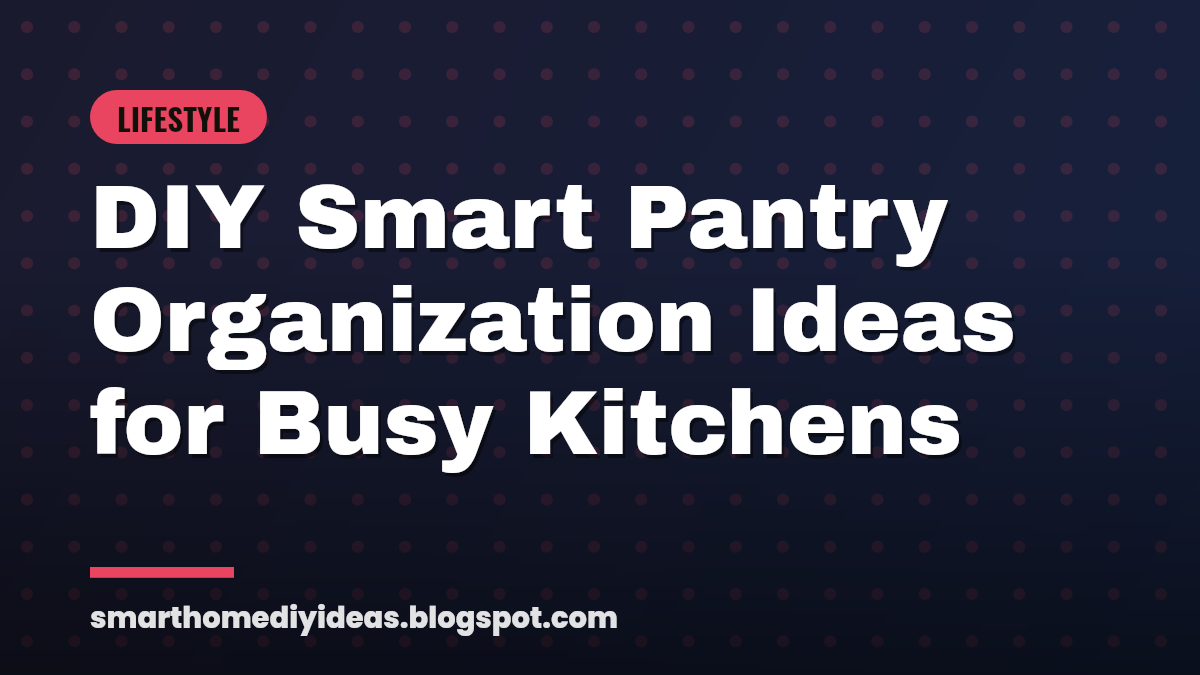 LIFESTYLE
DIY Smart Pantry
Organization Ideas
for Busy Kitchens
smarthomediyideas.blogspot.com